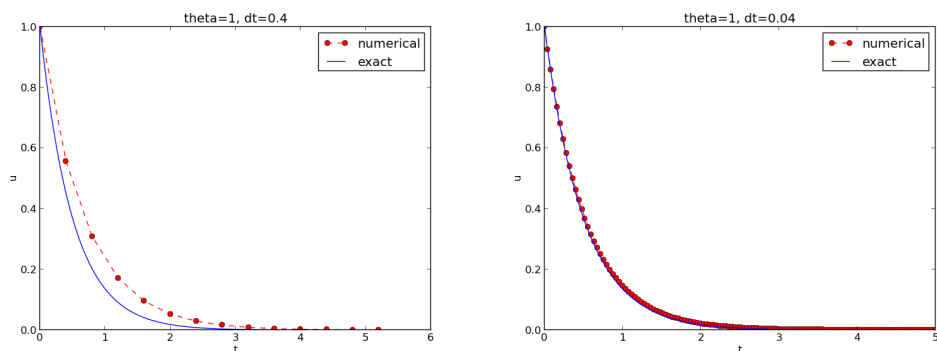 theta=1, dt=0.4
numerical
exact
1.0
0.8
0.6
0.4
0.2
0.0
u
0 1 2 3 4 5 6
t
theta=1, dt=0.04
numerical
exact
1.0
0.8
0.6
0.4
0.2
0.0
u
0 1 2 3 4 5
t